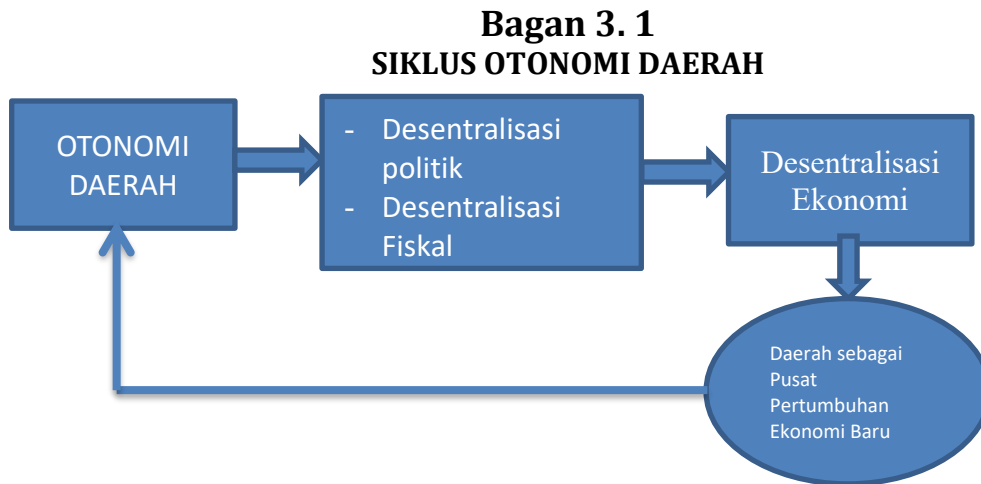 Bagan 3. 1
SIKLUS OTONOMI DAERAH
OTONOMI
DAERAH
- Desentralisasi
politik
- Desentralisasi
Fiskal
Desentralisasi
Ekonomi
Daerah sebagai
Pusat
Pertumbuhan
Ekonomi Baru